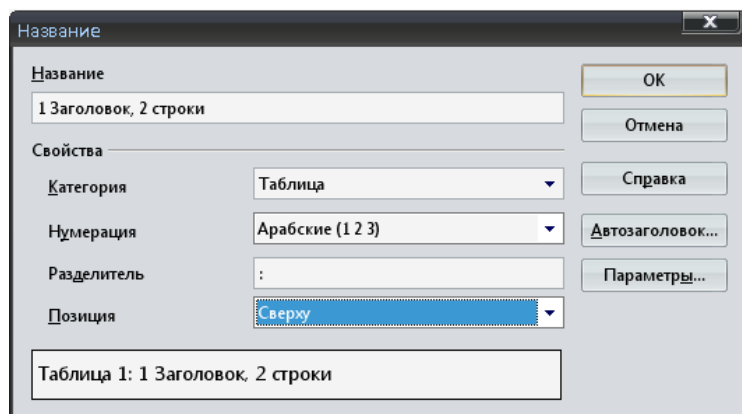 Название
Название
1 Заголовок, 2 строки
Свойства
Категория Таблица
Нумерация Арабские (1 2 3)
Разделитель :
Позиция Сверху
Таблица 1: 1 Заголовок, 2 строки
OK
Отмена
Справка
Автозаголовок...
Параметры...